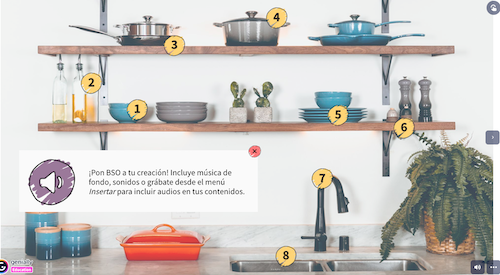 4
3
2
1
5
6
¡Pon BSO a tu creación! Incluye música de
fondo, sonidos o grábate desde el menú
Insertar para incluir audios en tus contenidos.
7
8
genially
Educación